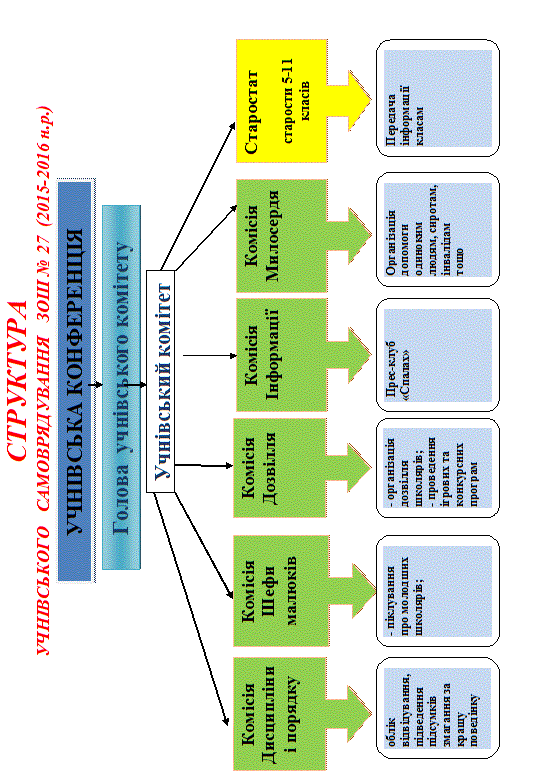 СТРУКТУРА
УЧНІВСЬКОГО САМОВРЯДУВАННЯ ЗОШ № 27 (2015-2016 н.р.)
УЧНІВСЬКА КОНФЕРЕНЦІЯ
Голова учнівського комітету
Учнівський комітет
Комісія
Дисципліни
і порядку
Комісія
Шефи
малюків
Комісія
Дозвілля
Комісія
Інформації
Комісія
Милосердя
Старостат
старости 5-11
класів
облік
відвідування,
підведення
підсумків
змагання за
кращу
поведінку
- піклування
про молодших
школярів;
- організація
дозвілля
школярів;
- проведення
ігрових та
конкурсних
програм
Прес-клуб
«Спалах»
Організація
допомоги
одиноким
людям, сиротам,
інвалідам
тощо
Передача
інформації
класам